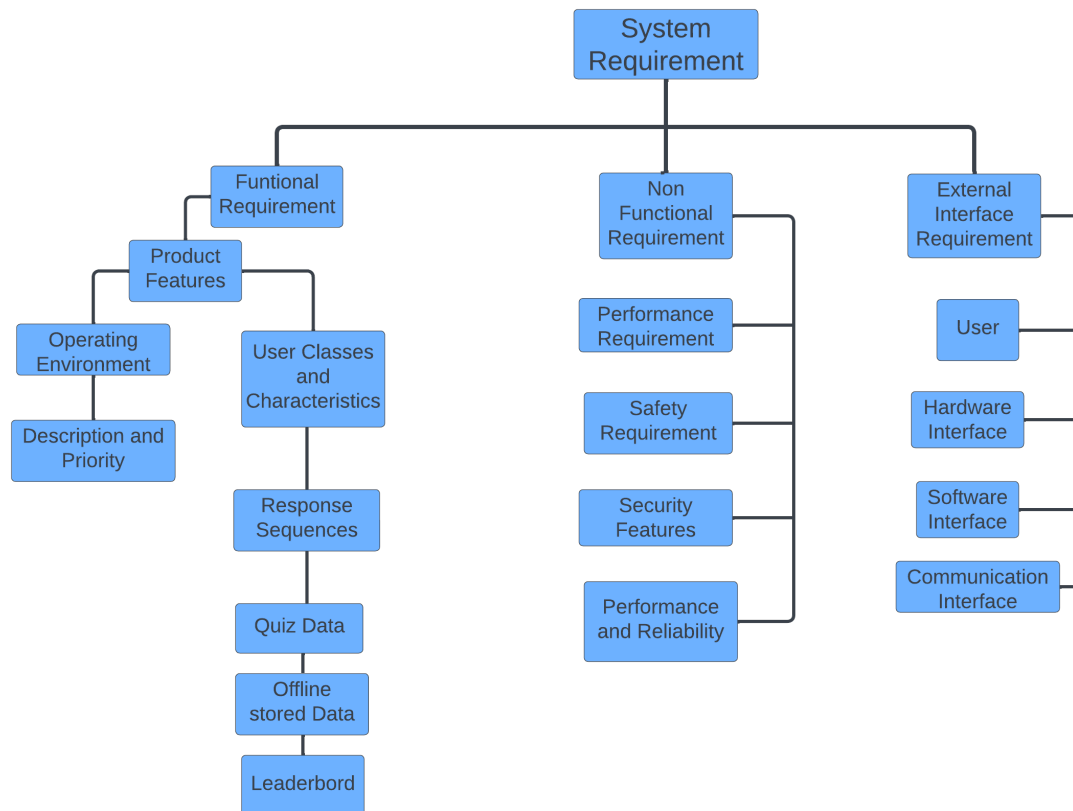 System
Requirement
Funtional
Requirement
Product
Features
Operating
Environment
Description and
Priority
User Classes
and
Characteristics
Response
Sequences
Quiz Data
Offline
stored Data
Leaderbord
Non
Functional
Requirement
Performance
Requirement
Safety
Requirement
Security
Features
Performance
and Reliability
External
Interface
Requirement
User
Hardware
Interface
Software
Interface
Communication
Interface